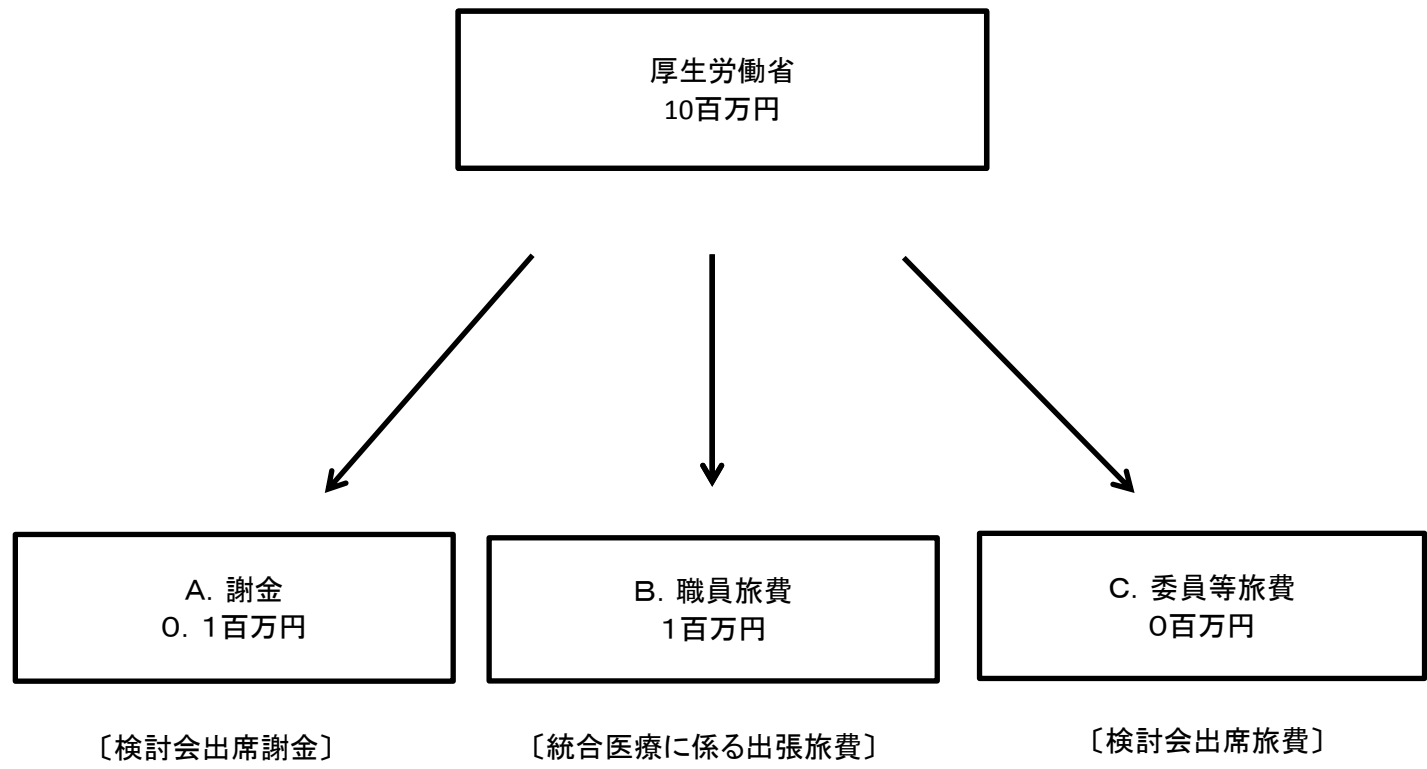 厚生労働省
10百万円
A．謝金
０．１百万円
〔検討会出席謝金〕
B．職員旅費
１百万円
〔統合医療に係る出張旅費〕
C．委員等旅費
０百万円
〔検討会出席旅費〕